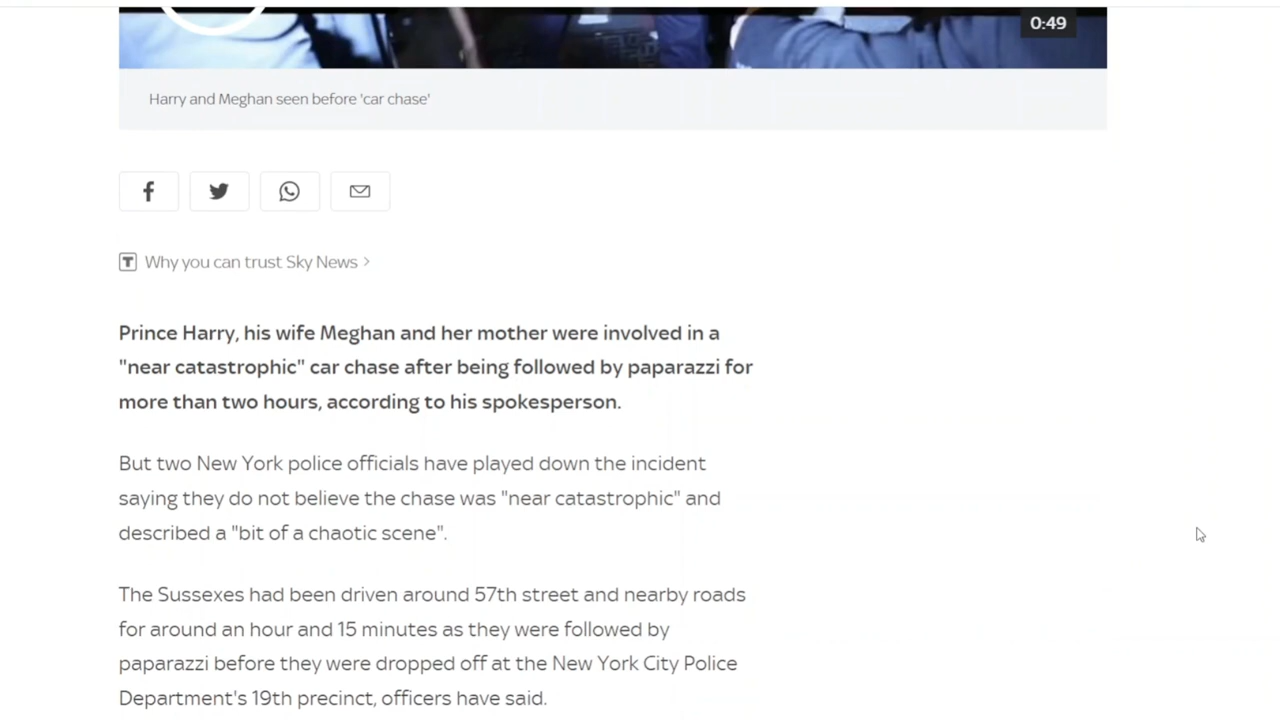 0:49
Harry and Meghan seen before 'car chase'
Why you can trust Sky News >
Prince Harry, his wife Meghan and her mother were involved in a
"near catastrophic" car chase after being followed by paparazzi for
more than two hours, according to his spokesperson.
But two New York police officials have played down the incident
saying they do not believe the chase was "near catastrophic" and
described a "bit of a chaotic scene".
The Sussexes had been driven around 57th street and nearby roads
for around an hour and 15 minutes as they were followed by
paparazzi before they were dropped off at the New York City Police
Department's 19th precinct, officers have said.